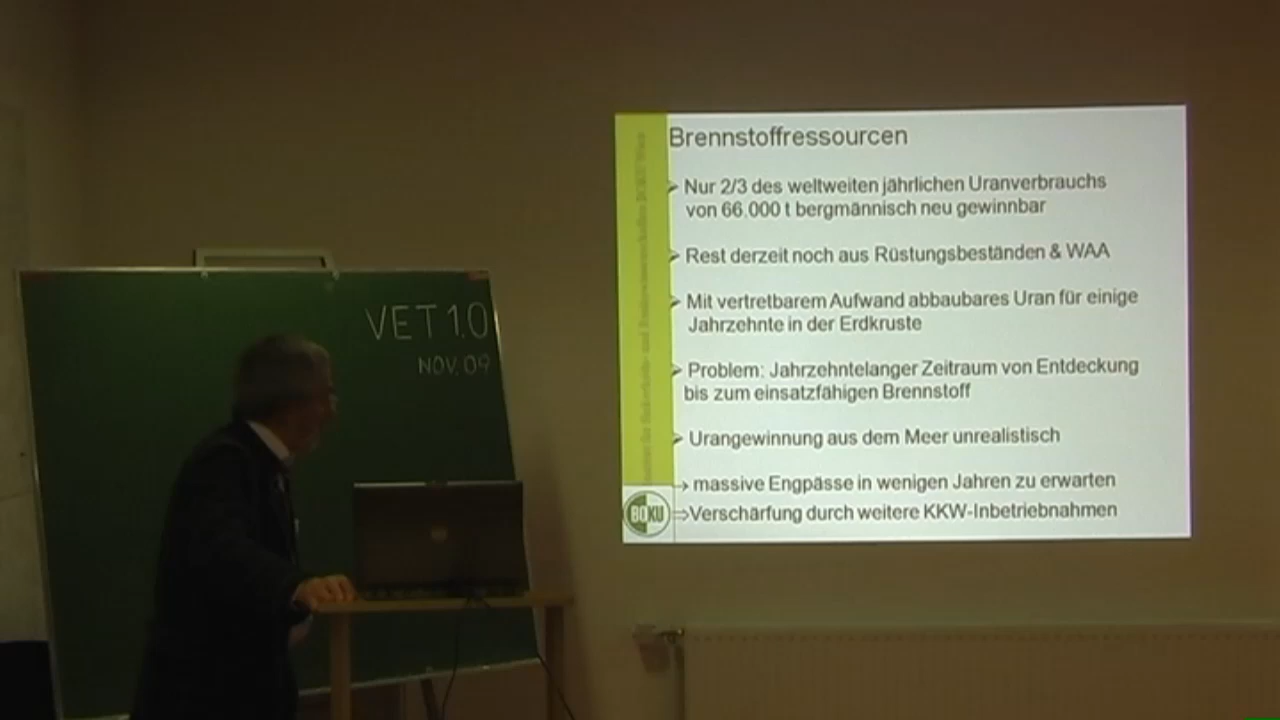 VET 1.0
NOV. 09
Brennstoffressourcen
➢ Nur 2/3 des weltweiten jährlichen Uranverbrauchs
von 66.000 t bergmännisch neu gewinnbar
➢ Rest derzeit noch aus Rüstungsbeständen & WAA
➢ Mit vertretbarem Aufwand abbaubares Uran für einige
Jahrzehnte in der Erdkruste
➢ Problem: Jahrzehntelanger Zeitraum von Entdeckung
bis zum einsatzfähigen Brennstoff
➢ Urangewinnung aus dem Meer unrealistisch
→ massive Engpässe in wenigen Jahren zu erwarten
⇒Verschärfung durch weitere KKW-Inbetriebnahmen
BOKU